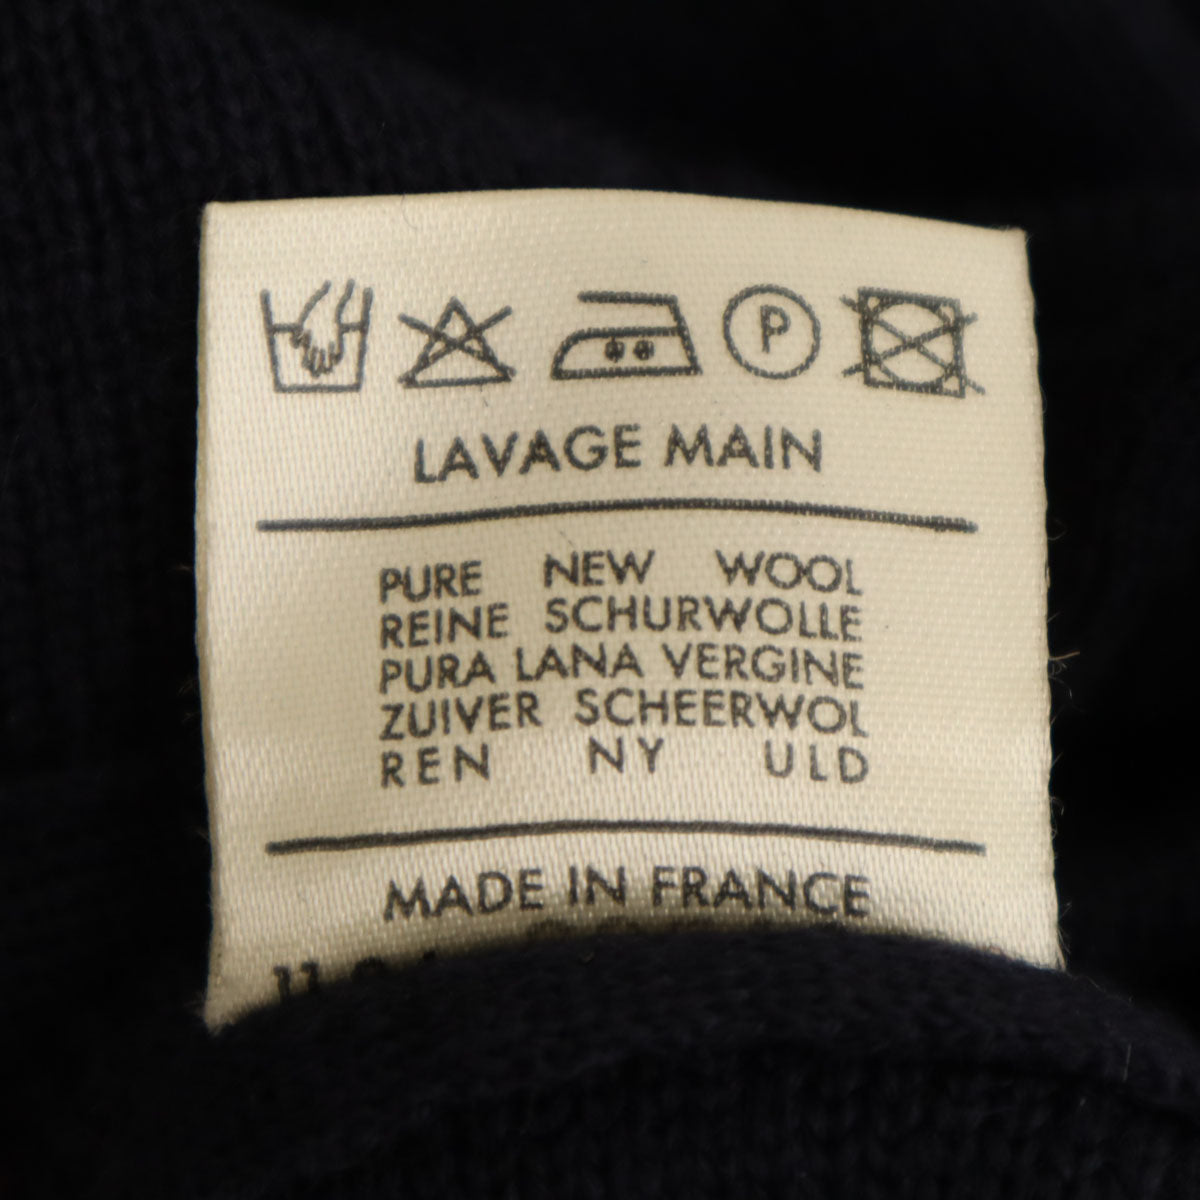 P
LAVAGE MAIN
PURE NEW WOOL
REINE SCHURWOLLE
PURA LANA VERGINE
ZUIVER SCHEERWOL
REN NY ULD
MADE IN FRANCE